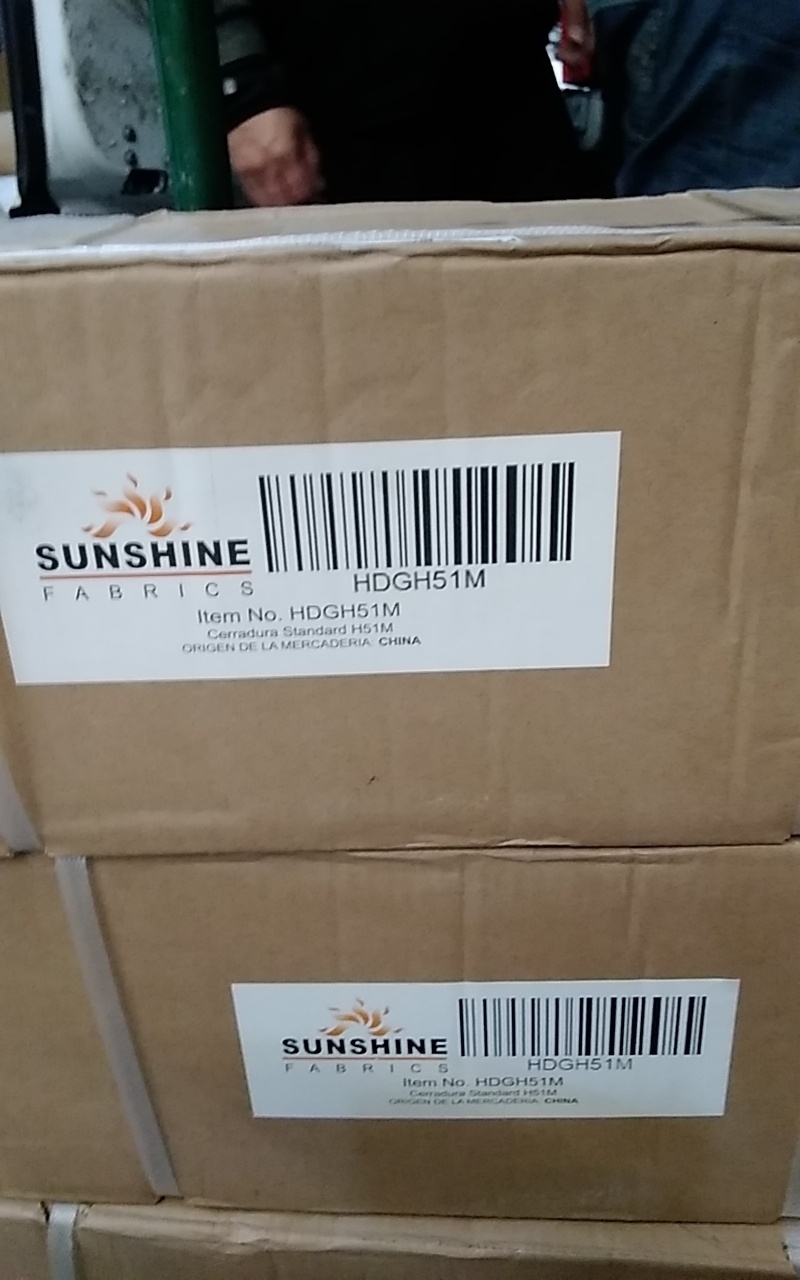 SUNSHINE
FABRICS
HDGH51M
Item No. HDGH51M
Cerradura Standard H51M
ORIGEN DE LA MERCADERIA: CHINA
SUNSHINE
FABRICS
HDGH51M
Item No. HDGH51M
Cerradura Standard H51M
ORIGEN DE LA MERCADERIA: CHINA